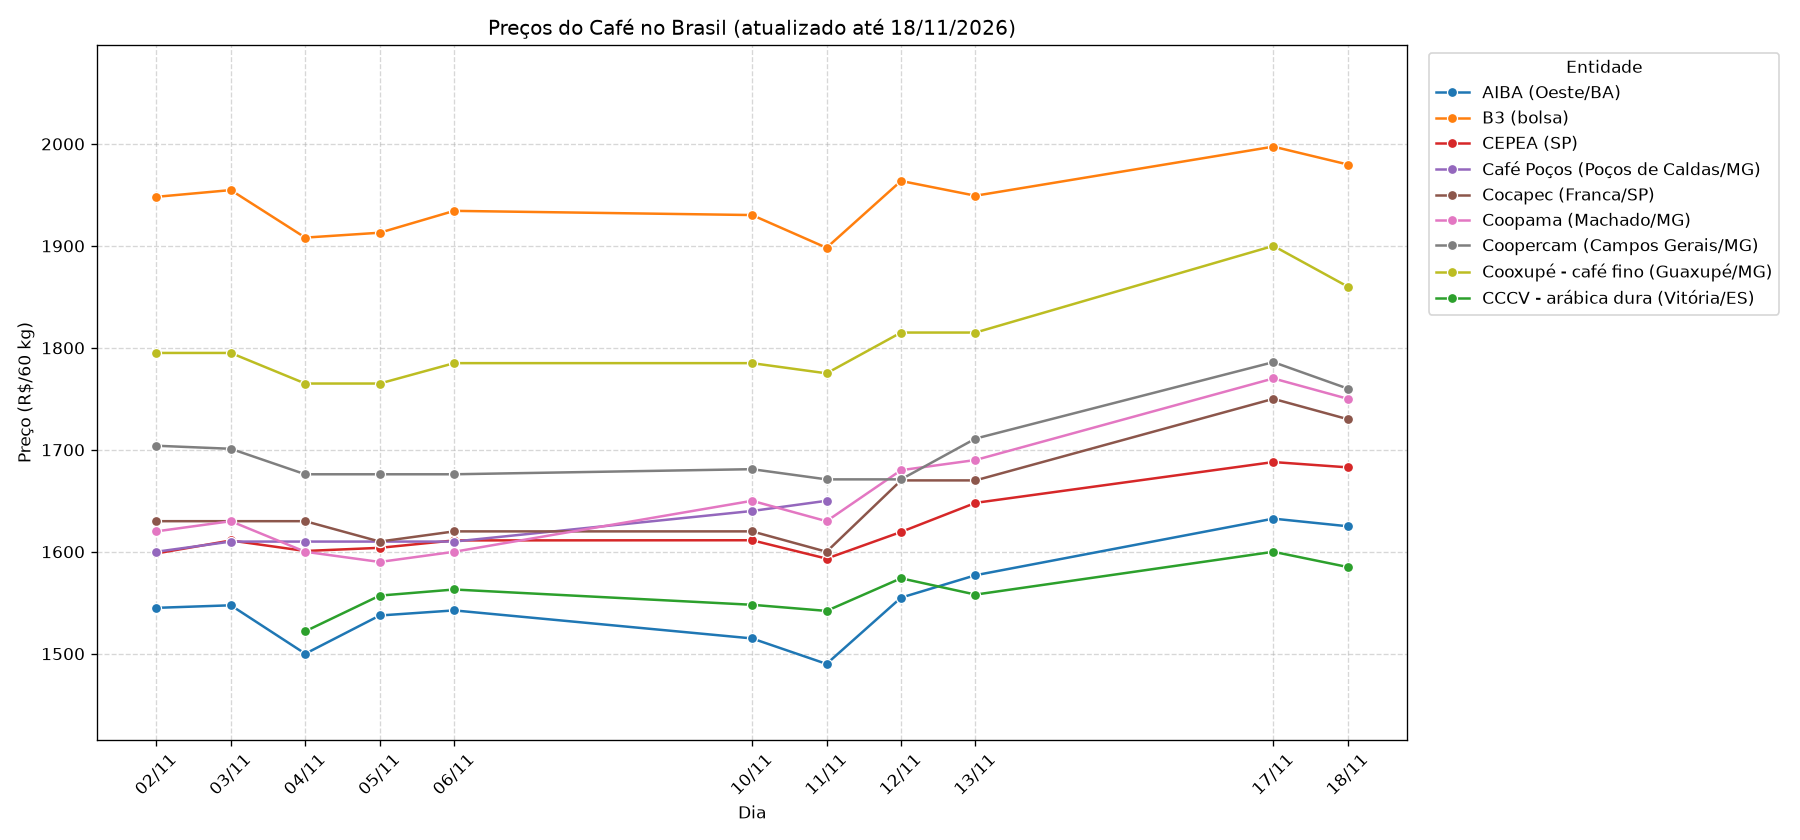 Preços do Café no Brasil (atualizado até 18/11/2026)
Entidade
AIBA (Oeste/BA)
B3 (bolsa)
CEPEA (SP)
Café Poços (Poços de Caldas/MG)
Cocapec (Franca/SP)
Coopama (Machado/MG)
Coopercam (Campos Gerais/MG)
Cooxupé - café fino (Guaxupé/MG)
CCCV - arábica dura (Vitória/ES)
Preço (R$/60 kg)
2000
1900
1800
1700
1600
1500
02/11
03/11
04/11
05/11
06/11
10/11
11/11
12/11
13/11
17/11
18/11
Dia